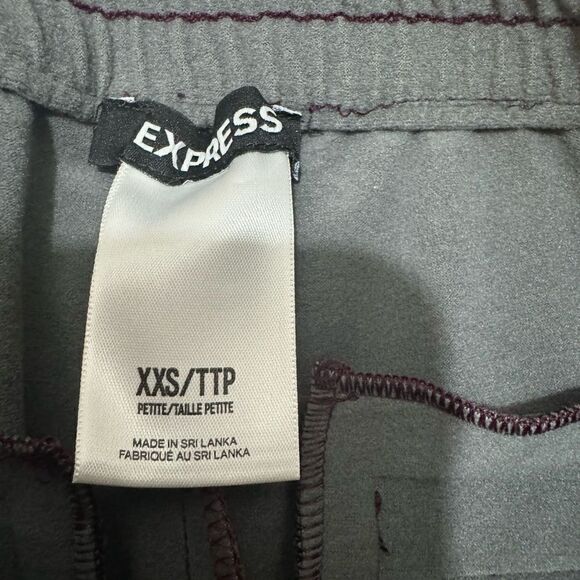 EXPRESS
XXS/TTP
PETITE/TAILLE PETITE
MADE IN SRI LANKA
FABRIQUÉ AU SRI LANKA